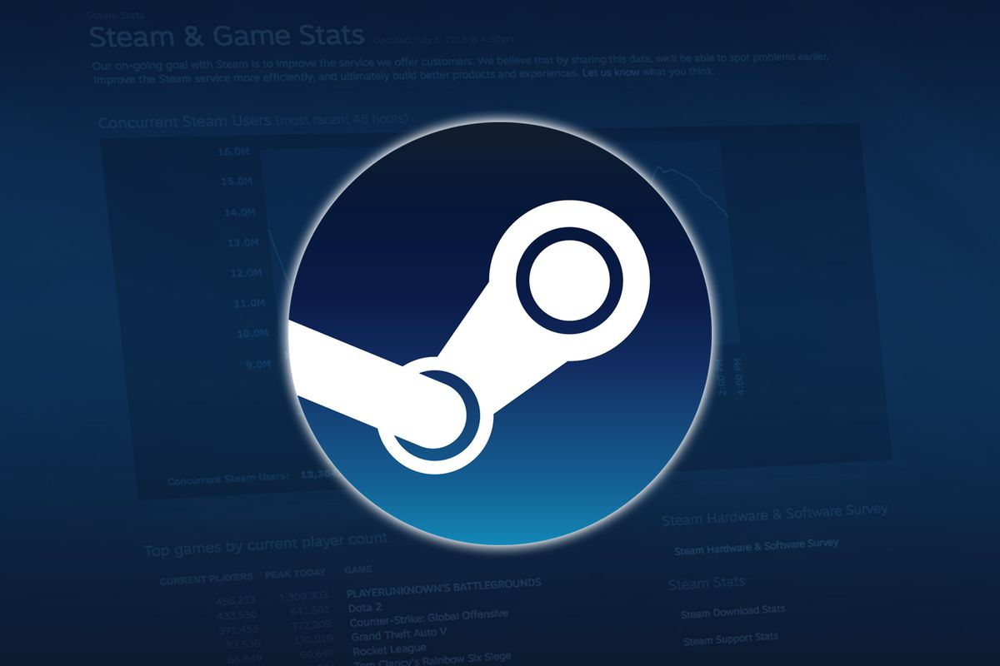 Steam Stats
Steam & Game Stats Updated: July 6, 2018 @ 4:50pm
Our on-going goal with Steam is to improve the service we offer customers. We believe that by sharing this data, we'll be able to spot problems earlier,
improve the Steam service more efficiently, and ultimately build better products and experiences. Let us know what you think.
Concurrent Steam Users (most recent 48 hours)
16.0M
15.0M
14.0M
13.0M
12.0M
11.0M
10.0M
9.0M
2:00 PM
4:00 PM
Concurrent Steam Users: 13,304
Top games by current player count
CURRENT PLAYERS PEAK TODAY GAME
456,213 1,309,303 PLAYERUNKNOWN'S BATTLEGROUNDS
433,556 641,501 Dota 2
371,455 372,209 Counter-Strike: Global Offensive
83,536 130,919 Grand Theft Auto V
66,649 66,649 Rocket League
Tom Clancy's Rainbow Six Siege
Steam Hardware & Software Survey
Steam Hardware & Software Survey
Steam Stats
Steam Download Stats
Steam Support Stats